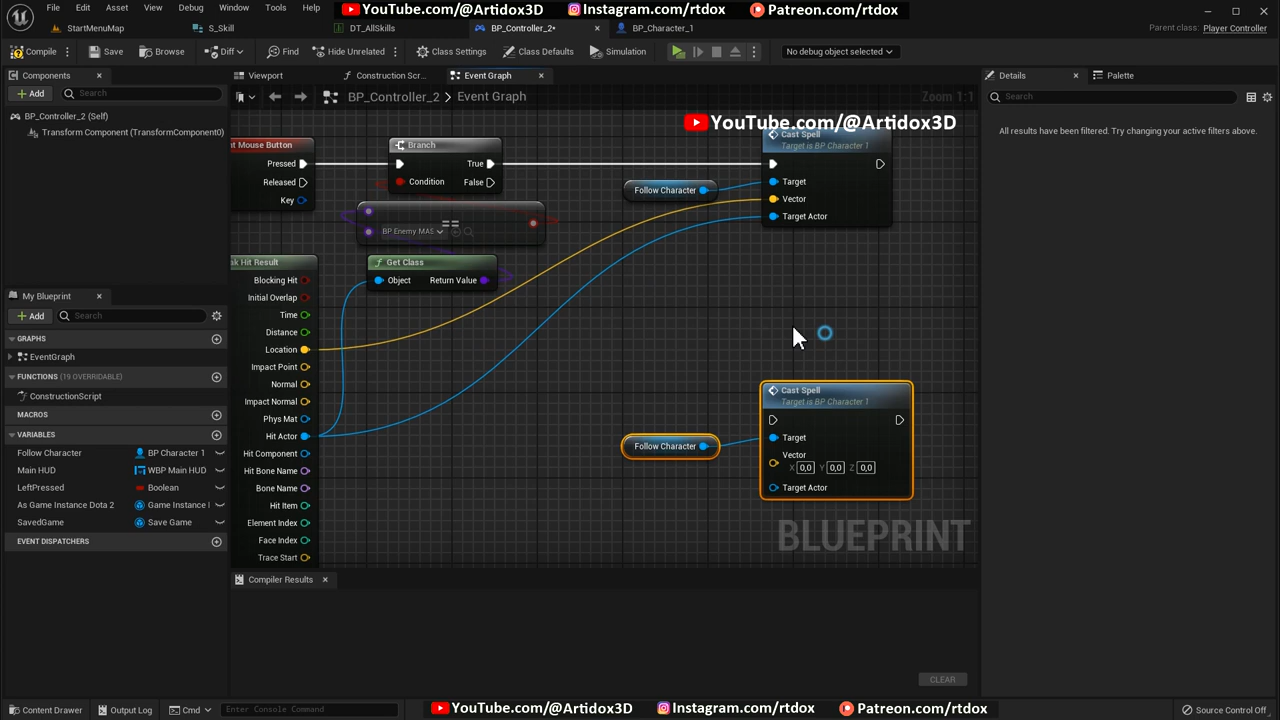 File Edit Asset View Debug Window Tools Help
YouTube.com/@Artidox3D Instagram.com/rtdox Patreon.com/rtdox
StartMenuMap S_Skill DT_AllSkills BP_Controller_2* BP_Character_1 Parent class: Player Controller
Compile Save Browse Diff Find Hide Unrelated Class Settings Class Defaults Simulation No debug object selected
Components
Add Search
BP_Controller_2 (Self)
Transform Component (TransformComponent0)
My Blueprint
Add Search
GRAPHS
EventGraph
FUNCTIONS (19 OVERRIDABLE)
ConstructionScript
MACROS
VARIABLES
Follow Character BP Character 1
Main HUD WBP Main HUD
LeftPressed Boolean
As Game Instance Dota 2 Game Instance
SavedGame Save Game
EVENT DISPATCHERS
Viewport Construction Scr... Event Graph
BP_Controller_2 > Event Graph Zoom 1:1
YouTube.com/@Artidox3D
nt Mouse Button
Pressed
Released
Key
Branch
True
Condition False
==
BP Enemy MAS
Get Class
Object Return Value
ak Hit Result
Blocking Hit
Initial Overlap
Time
Distance
Location
Impact Point
Normal
Impact Normal
Phys Mat
Hit Actor
Hit Component
Hit Bone Name
Bone Name
Hit Item
Element Index
Face Index
Trace Start
Follow Character
Cast Spell
Target is BP Character 1
Target
Vector
Target Actor
Follow Character
Cast Spell
Target is BP Character 1
Target
Vector
X 0,0 Y 0,0 Z 0,0
Target Actor
BLUEPRINT
Compiler Results
CLEAR
Details Palette
Search
All results have been filtered. Try changing your active filters above.
Content Drawer Output Log Cmd Enter Console Command
YouTube.com/@Artidox3D Instagram.com/rtdox Patreon.com/rtdox
Source Control Off